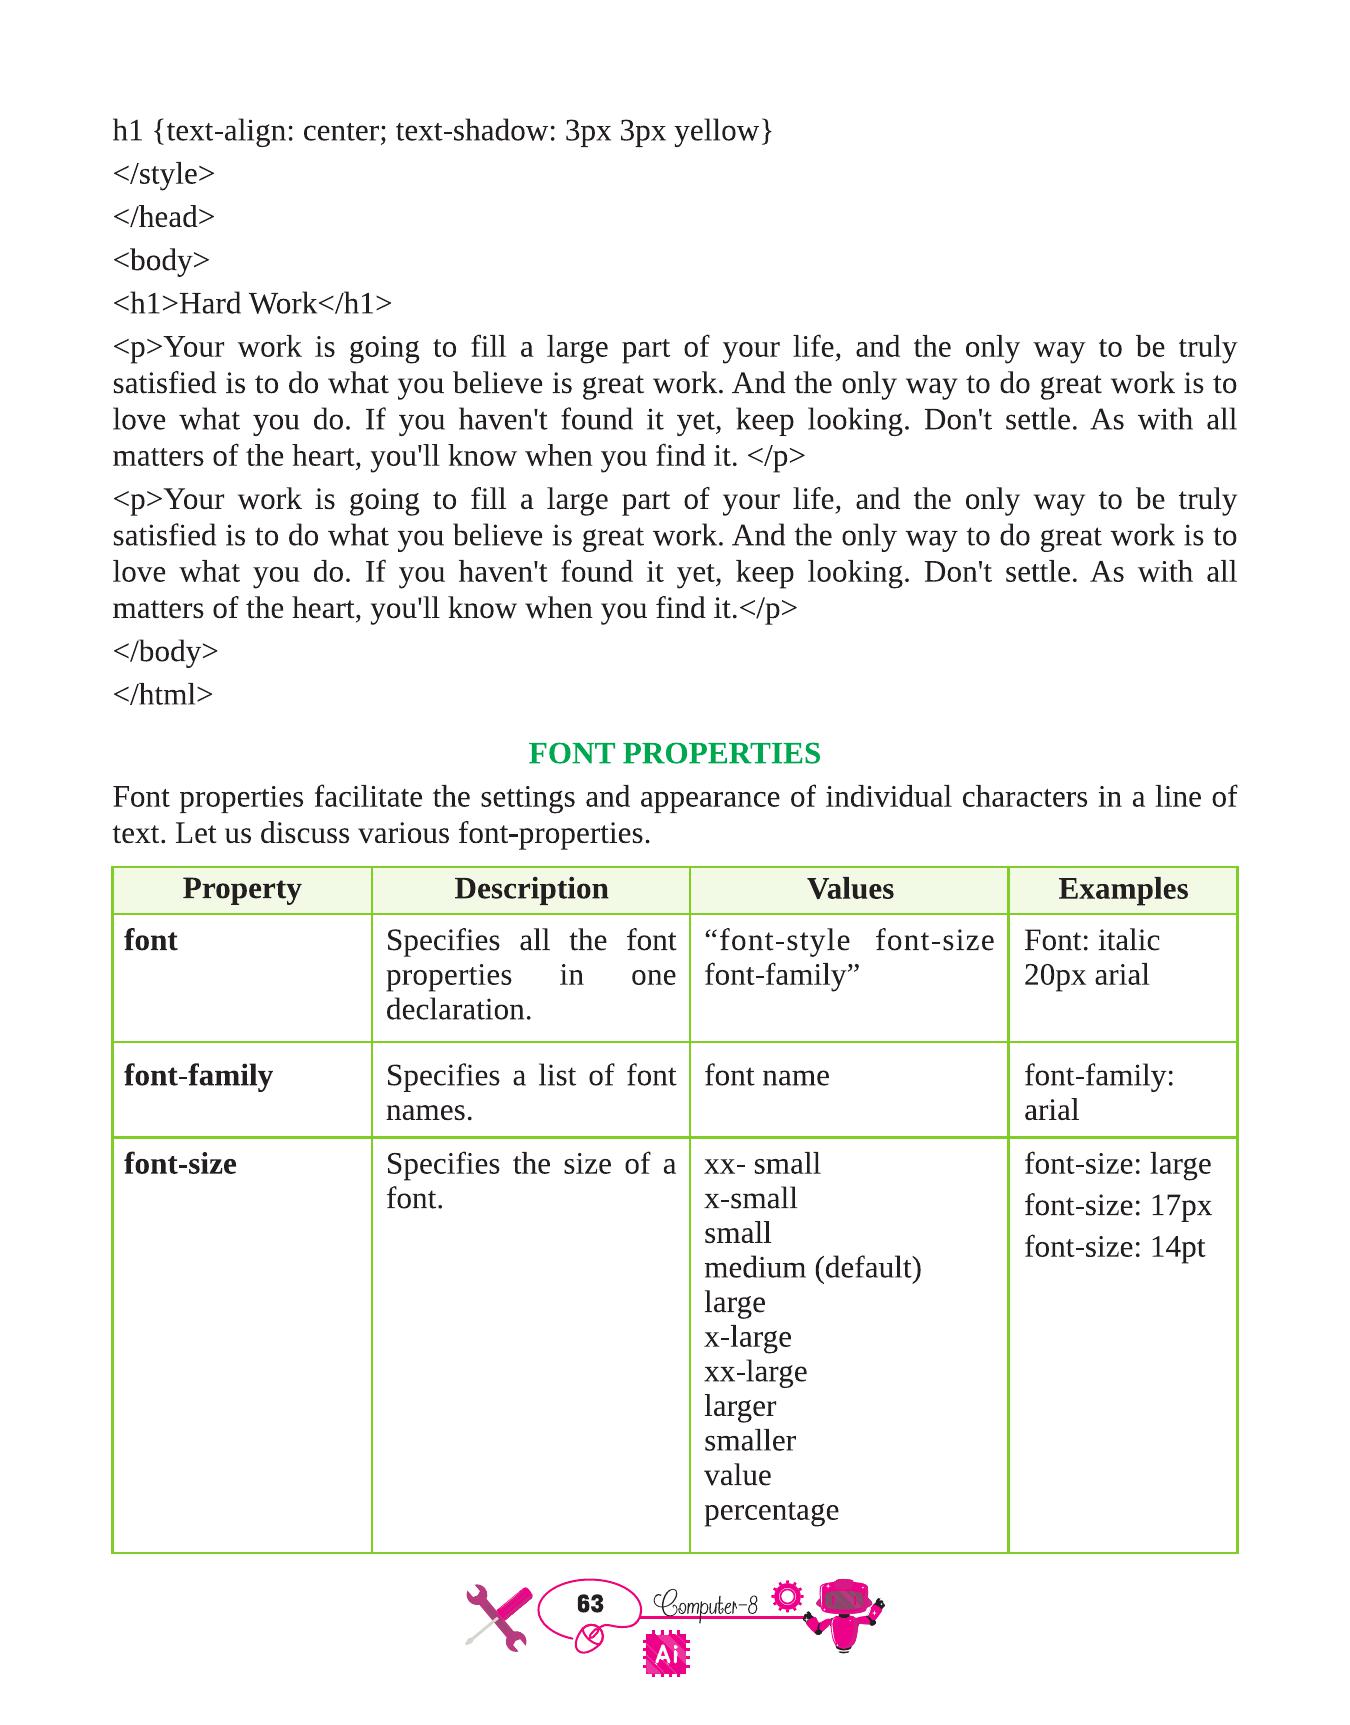 h1 {text-align: center; text-shadow: 3px 3px yellow}
</style>
</head>
<body>
<h1>Hard Work</h1>
<p>Your work is going to fill a large part of your life, and the only way to be truly
satisfied is to do what you believe is great work. And the only way to do great work is to
love what you do. If you haven't found it yet, keep looking. Don't settle. As with all
matters of the heart, you'll know when you find it. </p>
<p>Your work is going to fill a large part of your life, and the only way to be truly
satisfied is to do what you believe is great work. And the only way to do great work is to
love what you do. If you haven't found it yet, keep looking. Don't settle. As with all
matters of the heart, you'll know when you find it.</p>
</body>
</html>
FONT PROPERTIES
Font properties facilitate the settings and appearance of individual characters in a line of
text. Let us discuss various font-properties.
Property Description Values Examples
font
Specifies all the font
properties in one
declaration.
“font-style font-size
font-family”
Font: italic
20px arial
font-family
Specifies a list of font
names.
font name
font-family:
arial
font-size
Specifies the size of a
font.
xx- small
x-small
small
medium (default)
large
x-large
xx-large
larger
smaller
value
percentage
font-size: large
font-size: 17px
font-size: 14pt
63
Computer-8
Ai